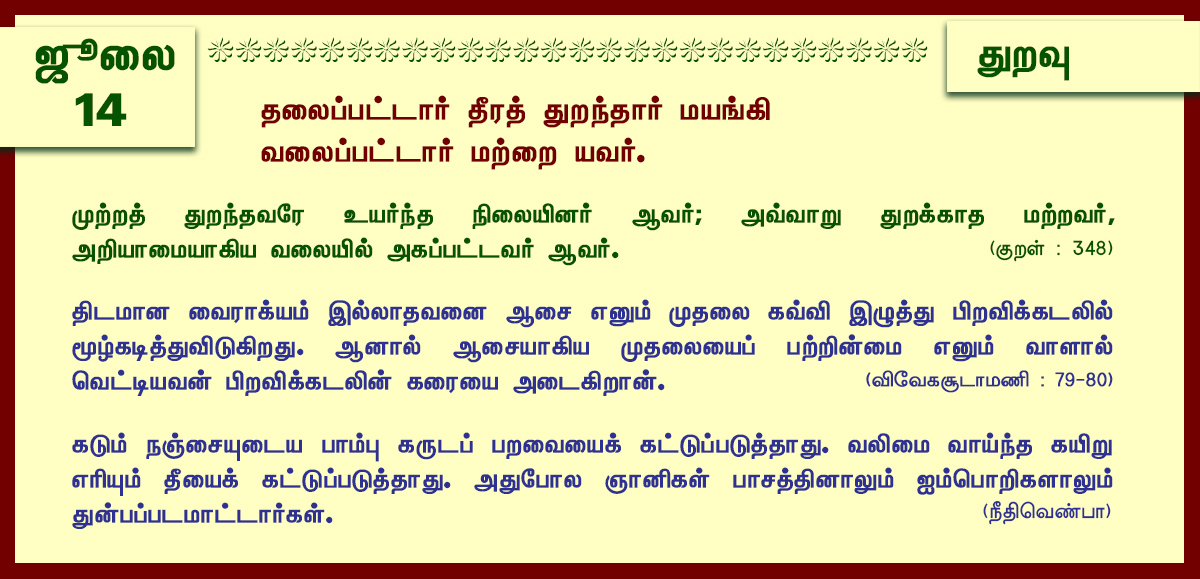 ஜூலை
14
துறவு
தலைப்பட்டார் தீரத் துறந்தார் மயங்கி
வலைப்பட்டார் மற்றை யவர்.
முற்றத் துறந்தவரே உயர்ந்த நிலையினர் ஆவர்; அவ்வாறு துறக்காத மற்றவர்,
அறியாமையாகிய வலையில் அகப்பட்டவர் ஆவர். (குறள் : 348)
திடமான வைராக்யம் இல்லாதவனை ஆசை எனும் முதலை கவ்வி இழுத்து பிறவிக்கடலில்
மூழ்கடித்துவிடுகிறது. ஆனால் ஆசையாகிய முதலையைப் பற்றின்மை எனும் வாளால்
வெட்டியவன் பிறவிக்கடலின் கரையை அடைகிறான். (விவேகசூடாமணி : 79-80)
கடும் நஞ்சையுடைய பாம்பு கருடப் பறவையைக் கட்டுப்படுத்தாது. வலிமை வாய்ந்த கயிறு
எரியும் தீயைக் கட்டுப்படுத்தாது. அதுபோல ஞானிகள் பாசத்தினாலும் ஐம்பொறிகளாலும்
துன்பப்படமாட்டார்கள். (நீதிவெண்பா)